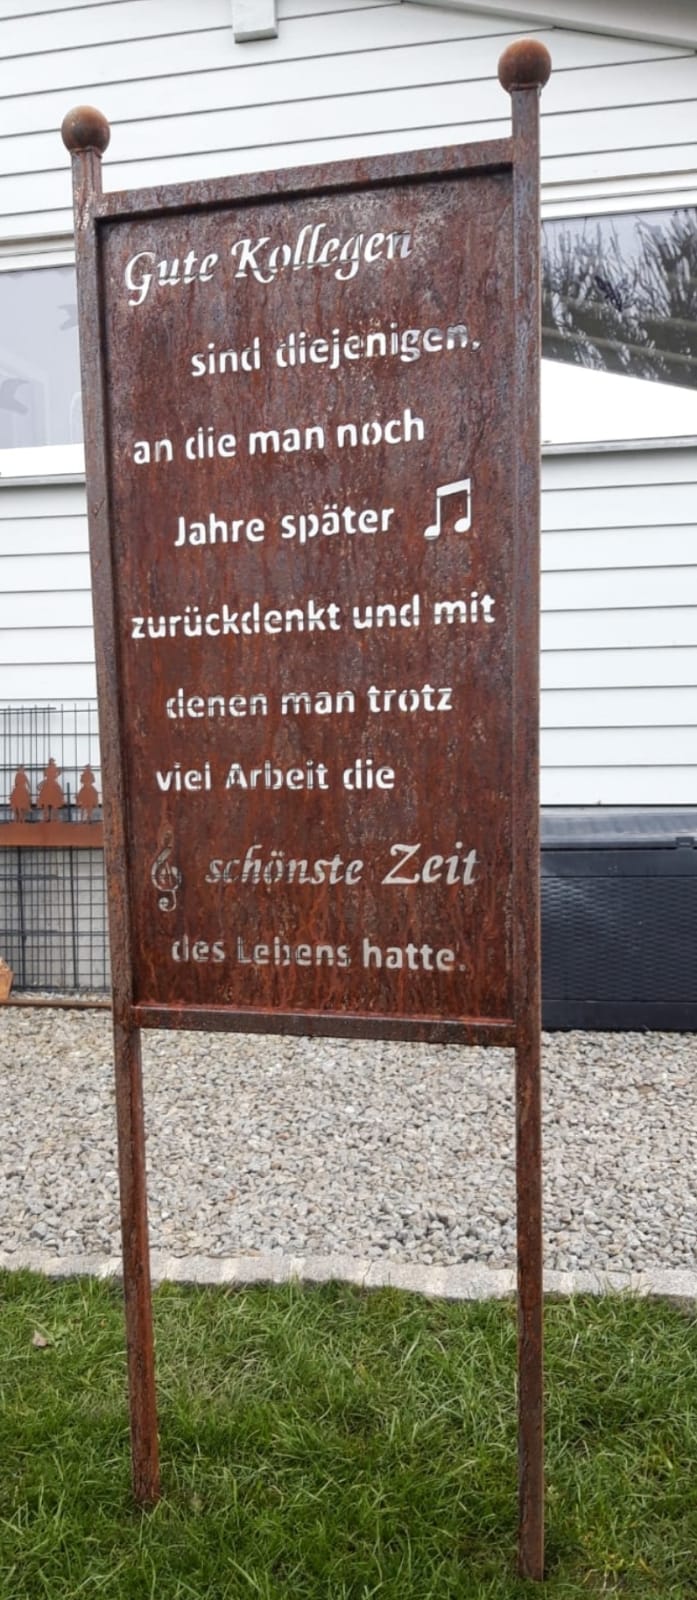 Gute Kollegen
sind diejenigen,
an die man noch
Jahre später
zurückdenkt und mit
denen man trotz
viel Arbeit die
schönste Zeit
des Lebens hatte.